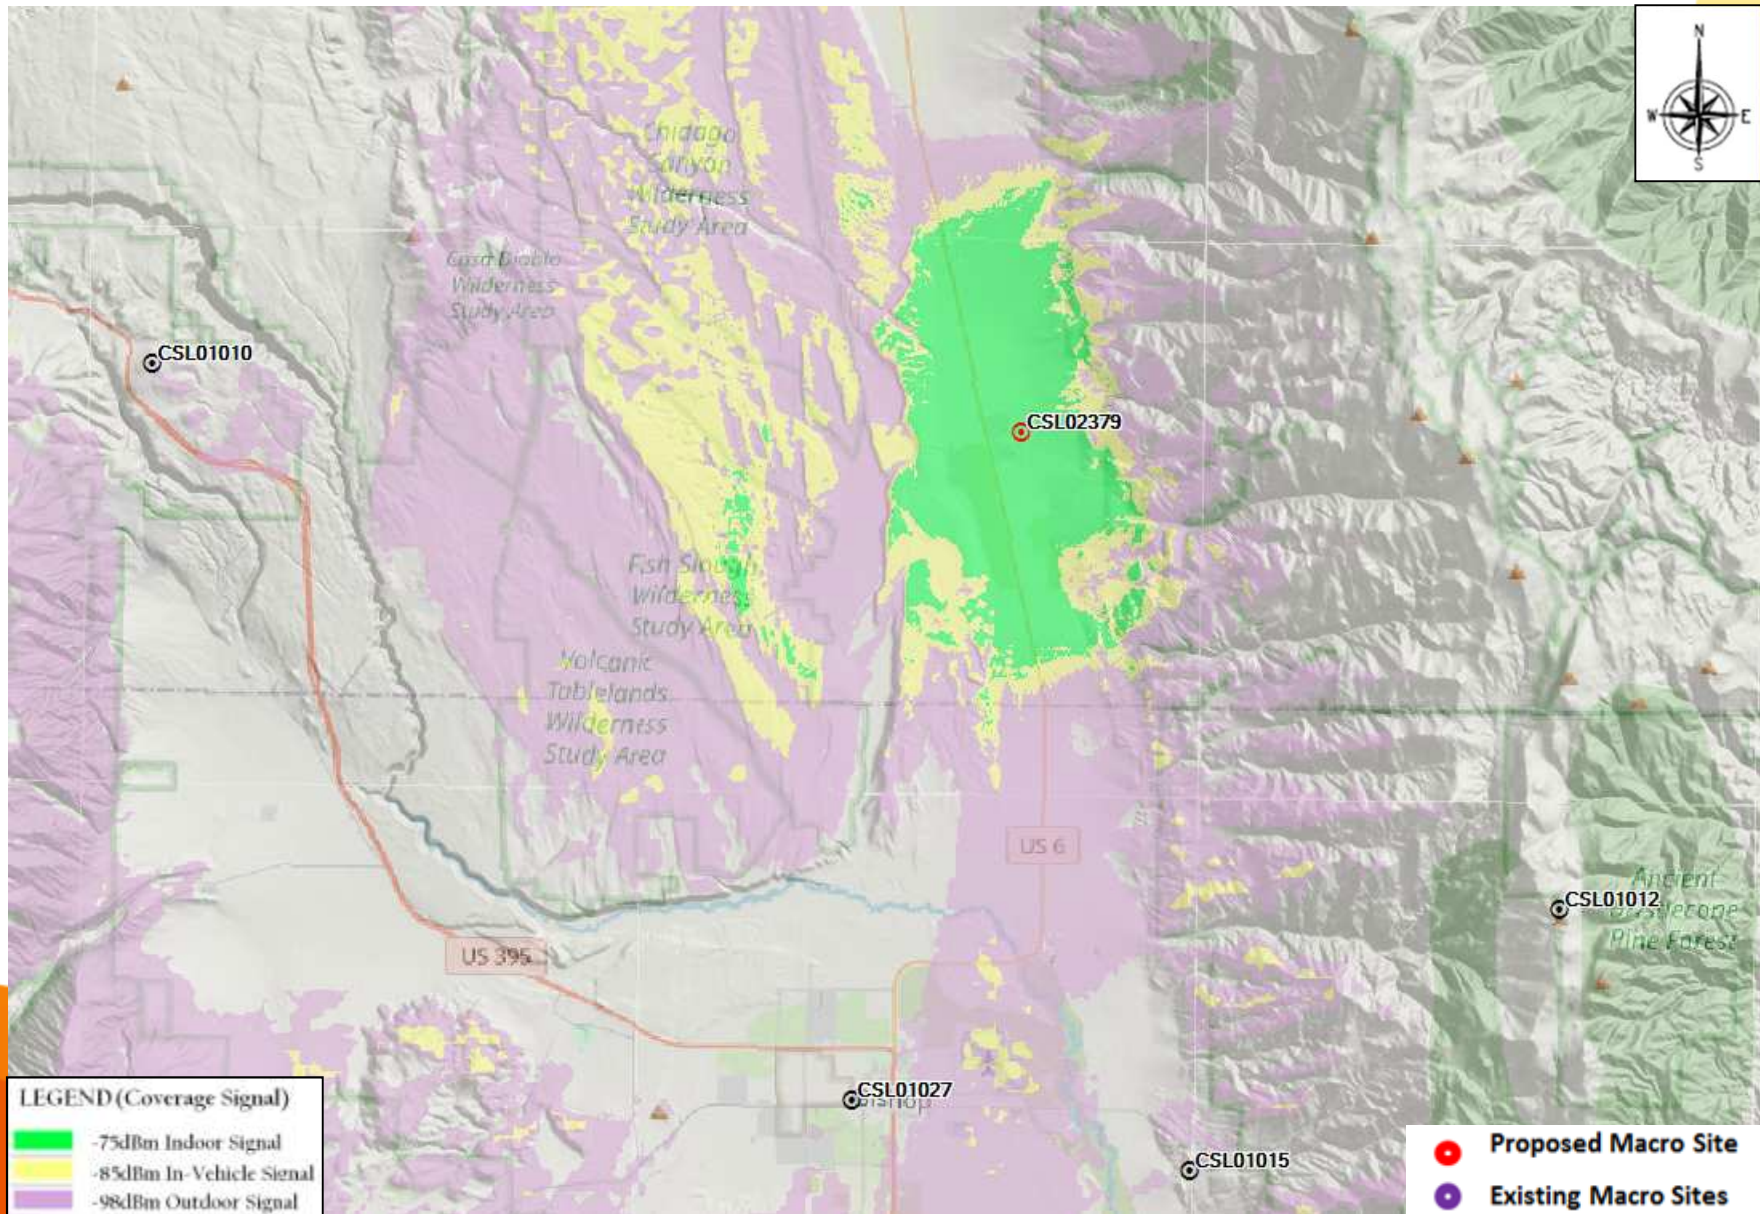 N
W E
S
Chidago
Canyon
Wilderness
Study Area
Casa Diablo
Wilderness
Study Area
CSL01010
CSL02379
Fish Slough
Wilderness
Study Area
Volcanic
Tablelands
Wilderness
Study Area
US 6
Ancient
CSL01012
Bristlecone
Pine Forest
US 395
CSL01027
Bishop
CSL01015
LEGEND (Coverage Signal)
-75dBm Indoor Signal
-85dBm In-Vehicle Signal
-98dBm Outdoor Signal
Proposed Macro Site
Existing Macro Sites